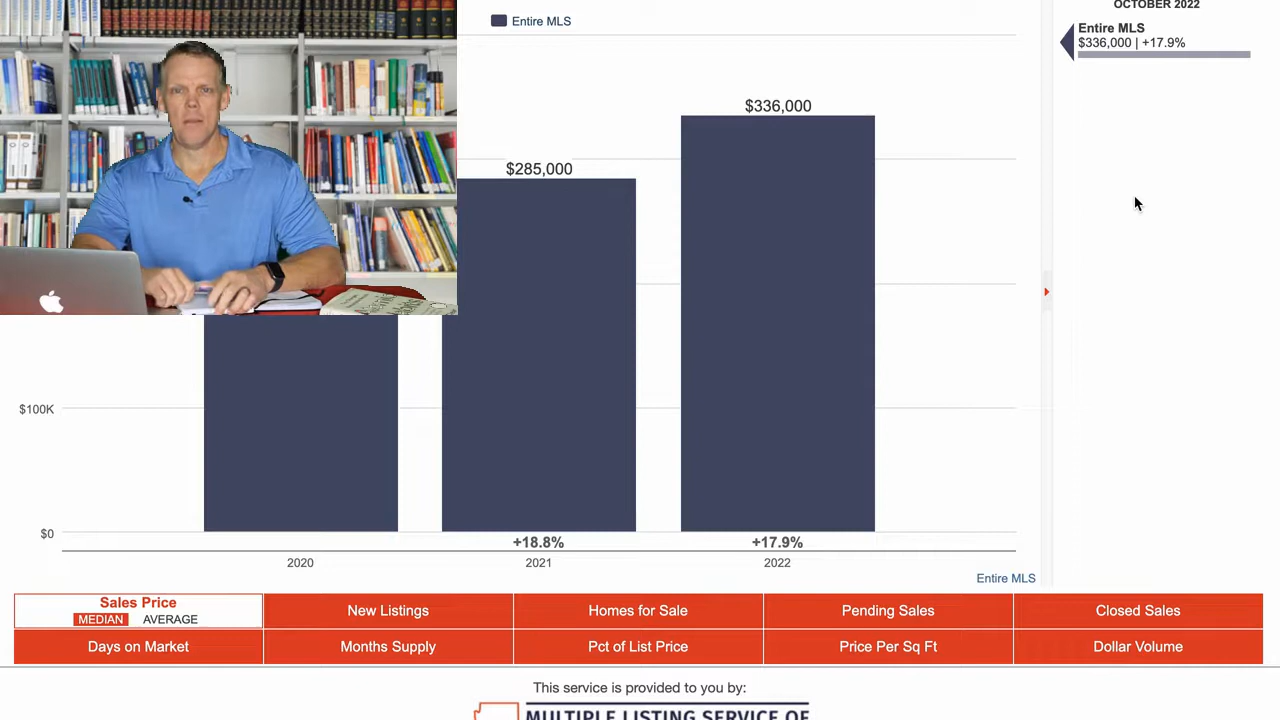 OCTOBER 2022
Entire MLS
Entire MLS
$336,000 | +17.9%
$336,000
$285,000
$100K
$0
+18.8%
+17.9%
2020
2021
2022
Entire MLS
Sales Price
MEDIAN AVERAGE
New Listings
Homes for Sale
Pending Sales
Closed Sales
Days on Market
Months Supply
Pct of List Price
Price Per Sq Ft
Dollar Volume
This service is provided to you by:
MULTIPLE LISTING SERVICE OF